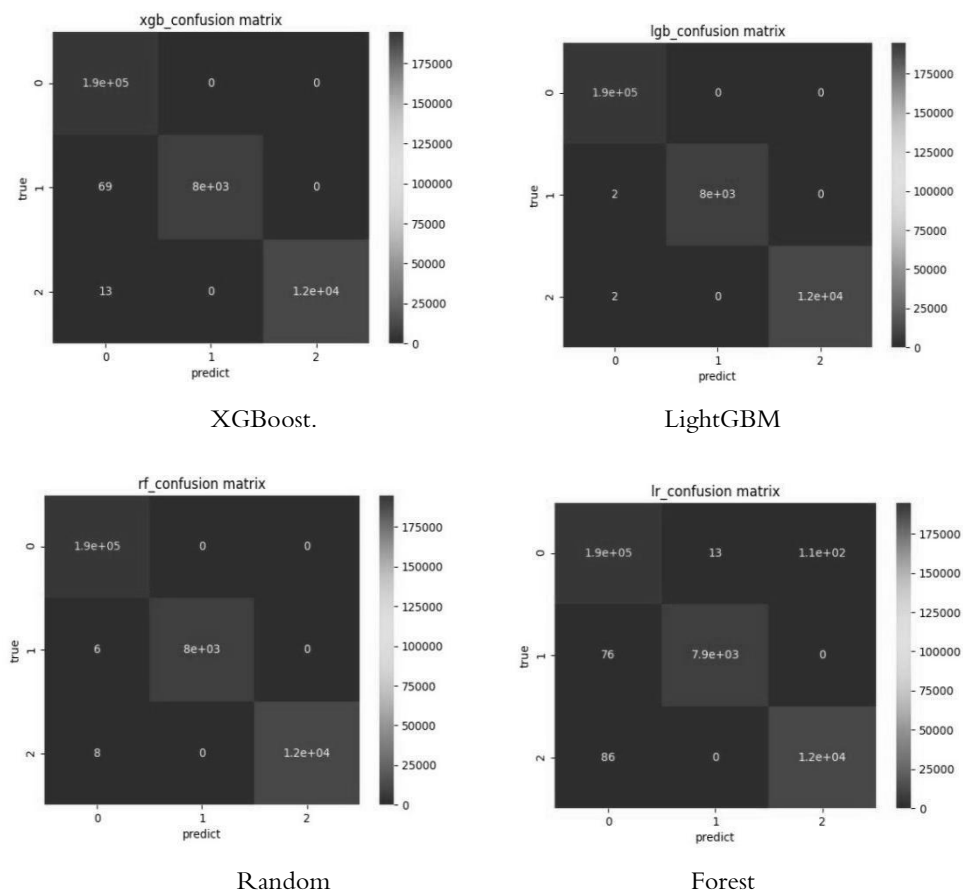 xgb_confusion matrix
0 1.9e+05 0 0
true
1 69 8e+03 0
2 13 0 1.2e+04
0 1 2
predict
175000
150000
125000
100000
75000
50000
25000
0
XGBoost.
lgb_confusion matrix
0 1.9e+05 0 0
true
1 2 8e+03 0
2 2 0 1.2e+04
0 1 2
predict
175000
150000
125000
100000
75000
50000
25000
0
LightGBM
rf_confusion matrix
0 1.9e+05 0 0
true
1 6 8e+03 0
2 8 0 1.2e+04
0 1 2
predict
175000
150000
125000
100000
75000
50000
25000
0
Random
lr_confusion matrix
0 1.9e+05 13 1.1e+02
true
1 76 7.9e+03 0
2 86 0 1.2e+04
0 1 2
predict
175000
150000
125000
100000
75000
50000
25000
0
Forest